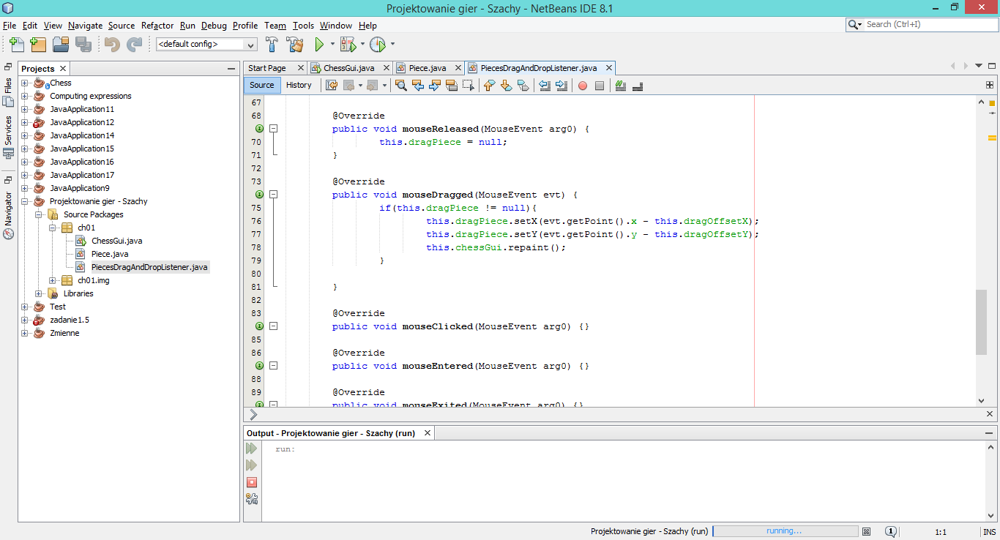 Projektowanie gier - Szachy - NetBeans IDE 8.1
File Edit View Navigate Source Refactor Run Debug Profile Team Tools Window Help
Search (Ctrl+I)
<default config>
Files
Services
Navigator
Projects
Chess
Computing expressions
JavaApplication11
JavaApplication12
JavaApplication14
JavaApplication15
JavaApplication16
JavaApplication17
JavaApplication9
Projektowanie gier - Szachy
Source Packages
ch01
ChessGui.java
Piece.java
PiecesDragAndDropListener.java
ch01.img
Libraries
Test
zadanie1.5
Zmienne
Start Page ChessGui.java Piece.java PiecesDragAndDropListener.java
Source History
67
68 @Override
public void mouseReleased(MouseEvent arg0) {
70 this.dragPiece = null;
71 }
72
73 @Override
public void mouseDragged(MouseEvent evt) {
75 if(this.dragPiece != null){
76 this.dragPiece.setX(evt.getPoint().x - this.dragOffsetX);
77 this.dragPiece.setY(evt.getPoint().y - this.dragOffsetY);
78 this.chessGui.repaint();
79 }
80
81 }
82
83 @Override
public void mouseClicked(MouseEvent arg0) {}
85
86 @Override
public void mouseEntered(MouseEvent arg0) {}
88
89 @Override
public void mouseExited(MouseEvent arg0) {}
Output - Projektowanie gier - Szachy (run)
run:
Projektowanie gier - Szachy (run) running... 1 1:1 INS